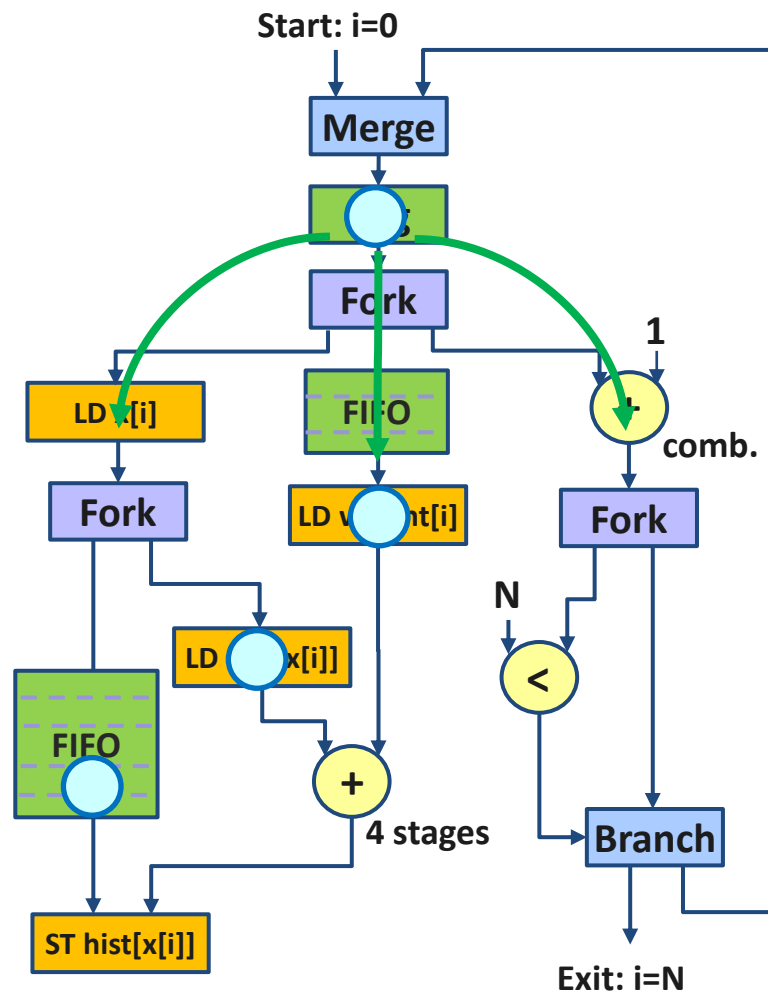 Start: i=0
Merge
Fork
1
LD x[i]
FIFO
+
comb.
Fork
LD
Fork
N
LD
x[i]]
<
FIFO
+
4 stages
Branch
ST hist[x[i]]
Exit: i=N